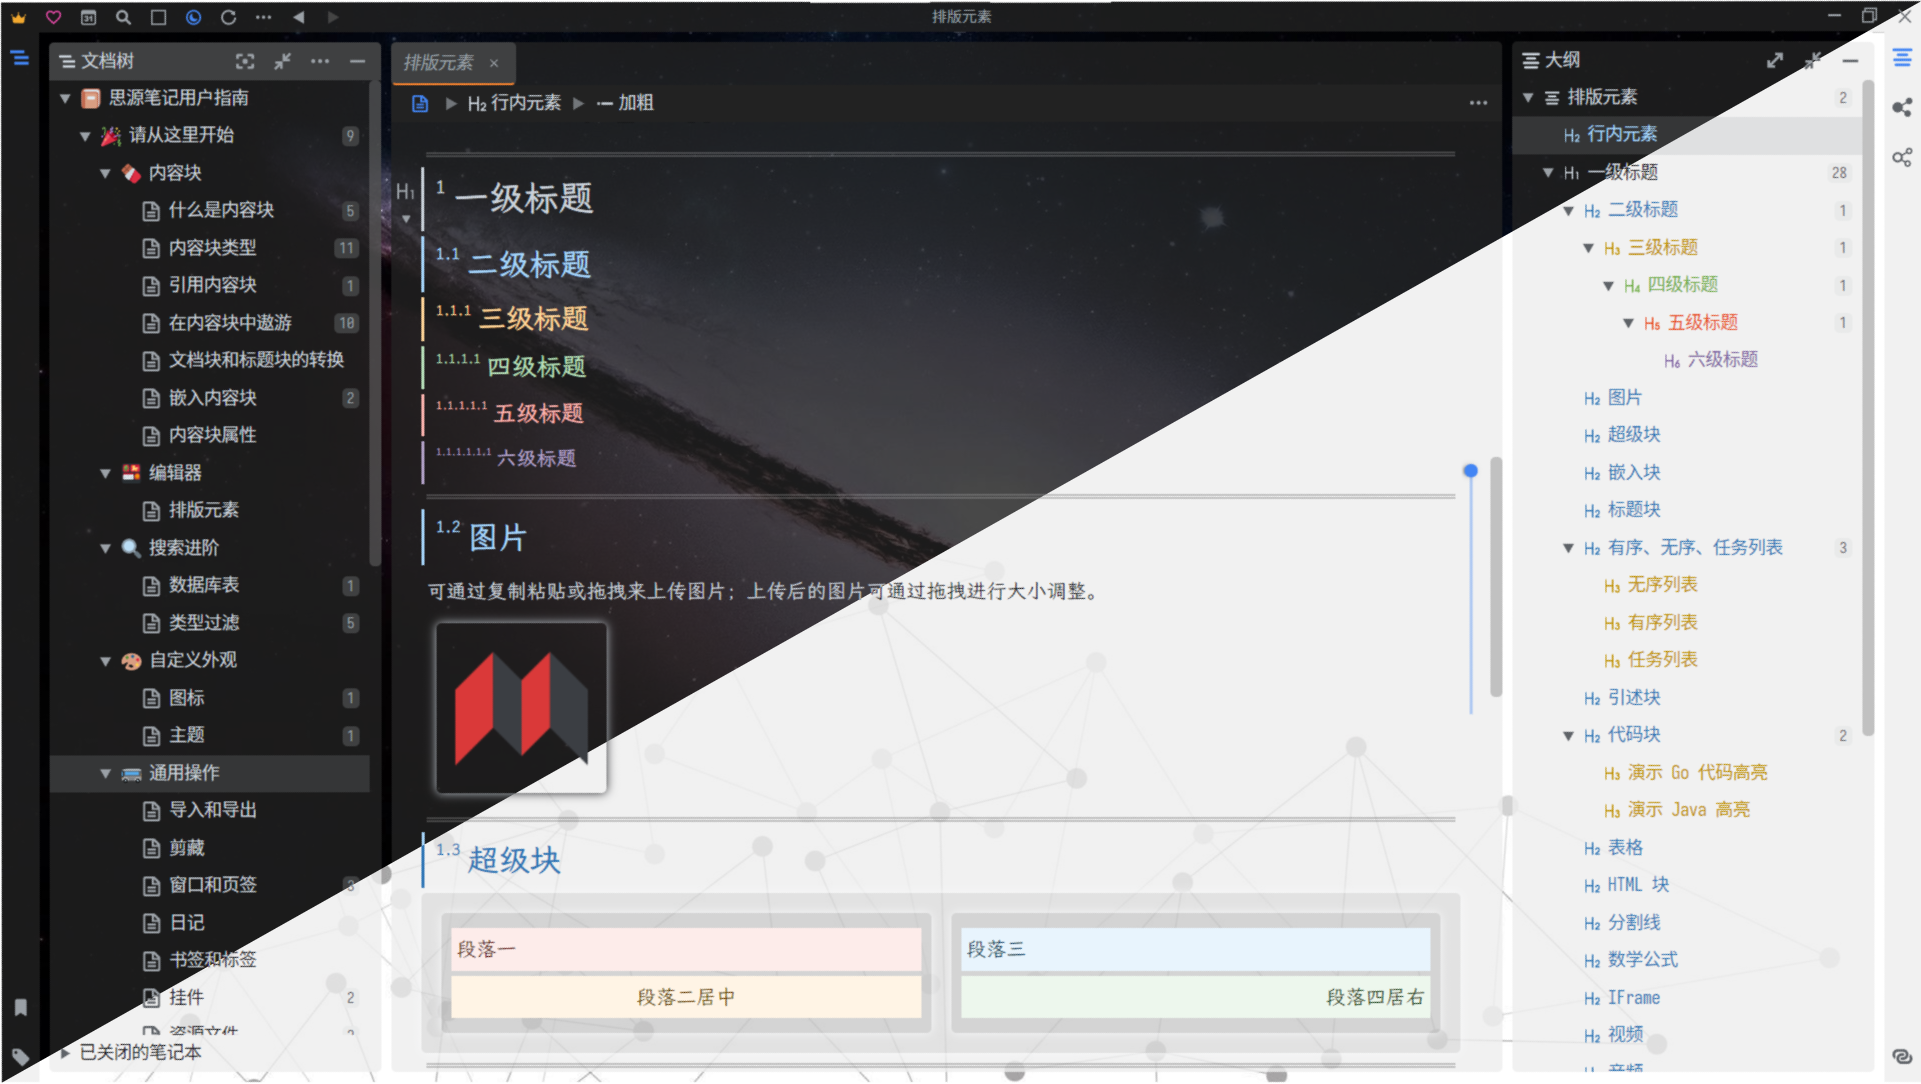 31
排版元素
文档树
思源笔记用户指南
请从这里开始 9
内容块
什么是内容块 5
内容块类型 11
引用内容块 1
在内容块中遨游 10
文档块和标题块的转换
嵌入内容块 2
内容块属性
编辑器
排版元素
搜索进阶
数据库表 1
类型过滤 5
自定义外观
图标 1
主题 1
通用操作
导入和导出
剪藏
窗口和页签 3
日记
书签和标签
挂件 2
资源文件
已关闭的笔记本
排版元素 ×
H2 行内元素 加粗
H1
1 一级标题
1.1 二级标题
1.1.1 三级标题
1.1.1.1 四级标题
1.1.1.1.1 五级标题
1.1.1.1.1.1 六级标题
1.2 图片
可通过复制粘贴或拖拽来上传图片；上传后的图片可通过拖拽进行大小调整。
1.3 超级块
段落一
段落二居中
段落三
段落四居右
大纲
排版元素 2
H2 行内元素
H1 一级标题 28
H2 二级标题 1
H3 三级标题 1
H4 四级标题 1
H5 五级标题 1
H6 六级标题
H2 图片
H2 超级块
H2 嵌入块
H2 标题块
H2 有序、无序、任务列表 3
H3 无序列表
H3 有序列表
H3 任务列表
H2 引述块
H2 代码块 2
H3 演示 Go 代码高亮
H3 演示 Java 高亮
H2 表格
H2 HTML 块
H2 分割线
H2 数学公式
H2 IFrame
H2 视频
H2 音频